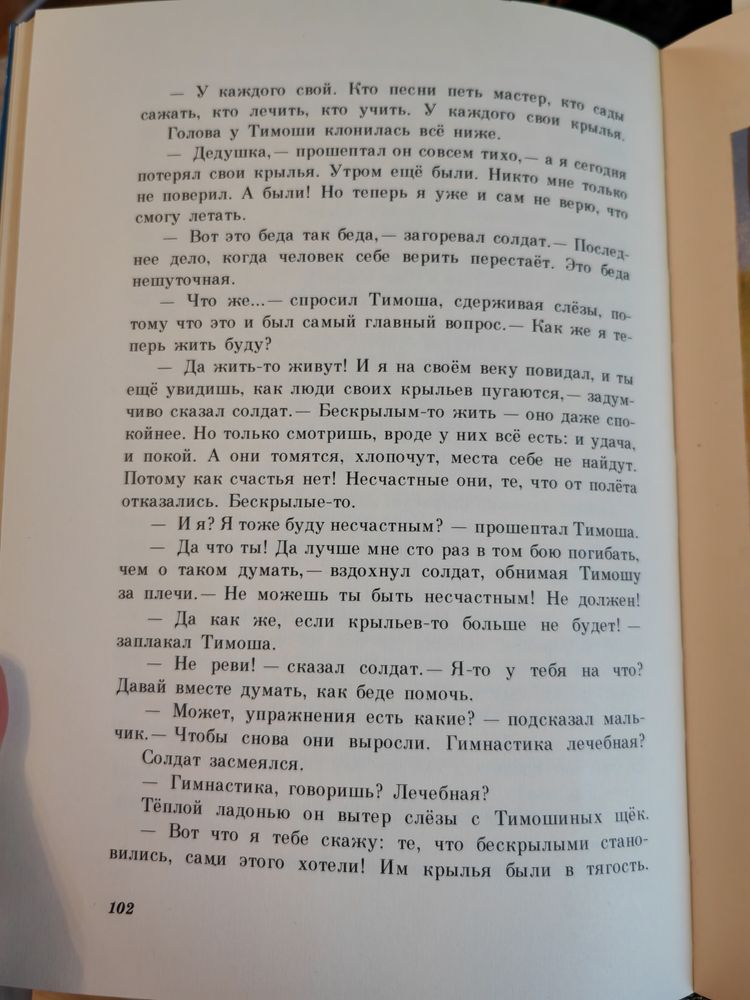 — У каждого свой. Кто песни петь мастер, кто сады
сажать, кто лечить, кто учить. У каждого свои крылья.
Голова у Тимоши клонилась всё ниже.
— Дедушка,— прошептал он совсем тихо,— а я сегодня
потерял свои крылья. Утром ещё были. Никто мне только
не поверил. А были! Но теперь я уже и сам не верю, что
смогу летать.
— Вот это беда так беда,— загоревал солдат.— Послед-
нее дело, когда человек себе верить перестаёт. Это беда
нешуточная.
— Что же...— спросил Тимоша, сдерживая слёзы, по-
тому что это и был самый главный вопрос.— Как же я те-
перь жить буду?
— Да жить-то живут! И я на своём веку повидал, и ты
ещё увидишь, как люди своих крыльев пугаются,— задум-
чиво сказал солдат.— Бескрылым-то жить — оно даже спо-
койнее. Но только смотришь, вроде у них всё есть: и удача,
и покой. А они томятся, хлопочут, места себе не найдут.
Потому как счастья нет! Несчастные они, те, что от полёта
отказались. Бескрылые-то.
— И я? Я тоже буду несчастным? — прошептал Тимоша.
— Да что ты! Да лучше мне сто раз в том бою погибать,
чем о таком думать,— вздохнул солдат, обнимая Тимошу
за плечи.— Не можешь ты быть несчастным! Не должен!
— Да как же, если крыльев-то больше не будет! —
заплакал Тимоша.
— Не реви! — сказал солдат.— Я-то у тебя на что?
Давай вместе думать, как беде помочь.
— Может, упражнения есть какие? — подсказал маль-
чик.— Чтобы снова они выросли. Гимнастика лечебная?
Солдат засмеялся.
— Гимнастика, говоришь? Лечебная?
Тёплой ладонью он вытер слёзы с Тимошиных щёк.
— Вот что я тебе скажу: те, что бескрылыми стано-
вились, сами этого хотели! Им крылья были в тягость.
102